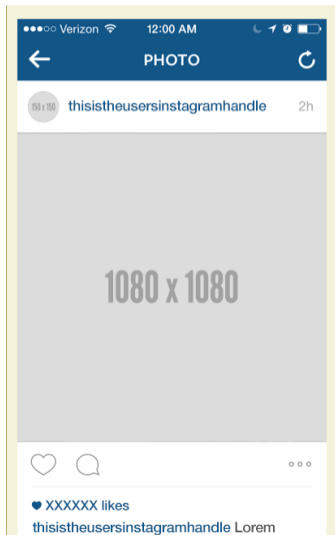 Verizon 12:00 AM
PHOTO
150 x 150 thisistheusersinstagramhandle 2h
1080 x 1080
XXXXXX likes
thisistheusersinstagramhandle Lorem